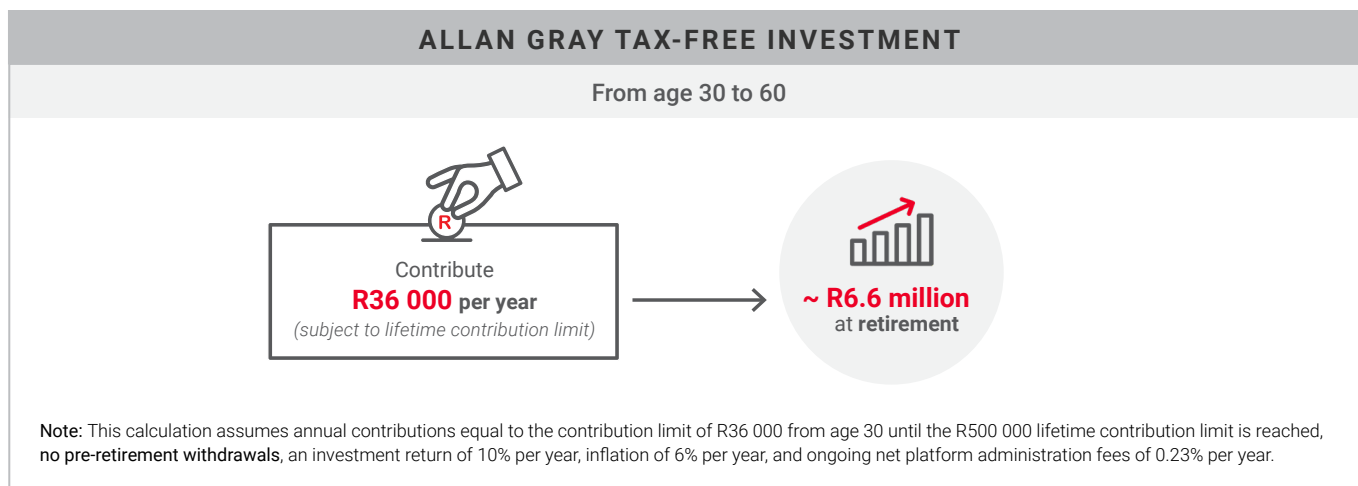 ALLAN GRAY TAX-FREE INVESTMENT
From age 30 to 60
R
Contribute
R36 000 per year
(subject to lifetime contribution limit)
~ R6.6 million
at retirement
Note: This calculation assumes annual contributions equal to the contribution limit of R36 000 from age 30 until the R500 000 lifetime contribution limit is reached,
no pre-retirement withdrawals, an investment return of 10% per year, inflation of 6% per year, and ongoing net platform administration fees of 0.23% per year.